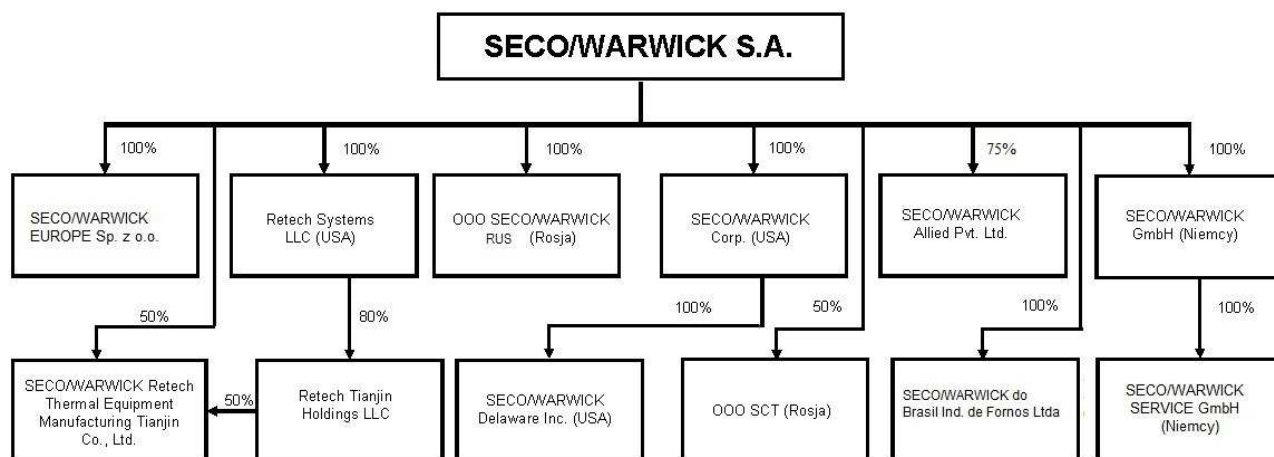 SECO/WARWICK S.A.
100%
100%
100%
100%
75%
100%
SECO/WARWICK
EUROPE Sp. z o.o.
Retech Systems
LLC (USA)
OOO SECO/WARWICK
RUS (Rosja)
SECO/WARWICK
Corp. (USA)
SECO/WARWICK
Allied Pvt. Ltd.
SECO/WARWICK
GmbH (Niemcy)
50%
80%
100%
50%
100%
100%
SECO/WARWICK Retech
Thermal Equipment
Manufacturing Tianjin
Co., Ltd.
50%
Retech Tianjin
Holdings LLC
SECO/WARWICK
Delaware Inc. (USA)
OOO SCT (Rosja)
SECO/WARWICK do
Brasil Ind. de Fornos Ltda
SECO/WARWICK
SERVICE GmbH
(Niemcy)